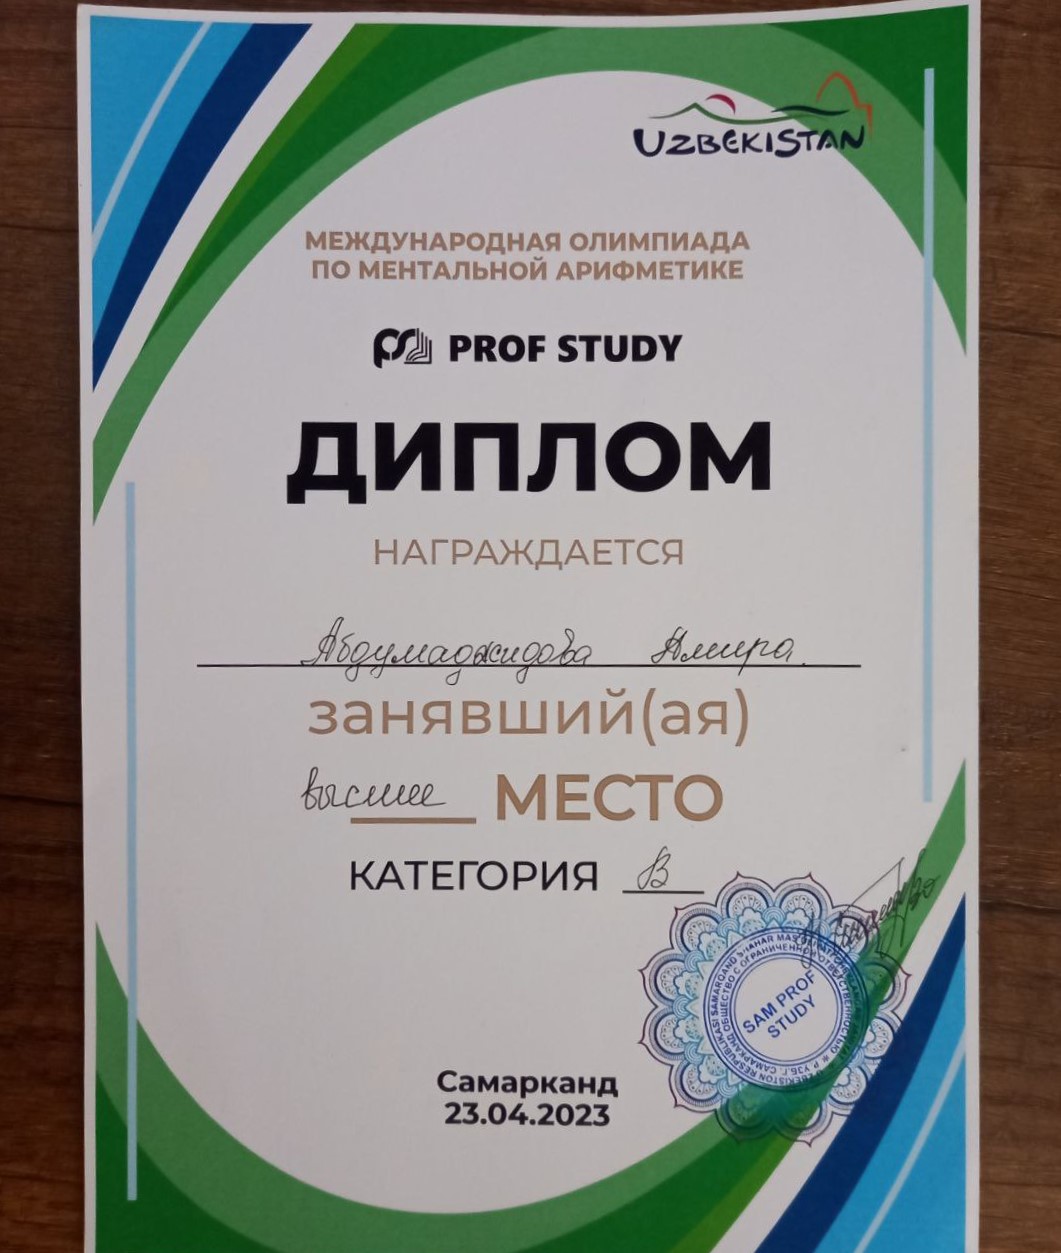 UZBEKISTAN
МЕЖДУНАРОДНАЯ ОЛИМПИАДА
ПО МЕНТАЛЬНОЙ АРИФМЕТИКЕ
PROF STUDY
ДИПЛОМ
НАГРАЖДАЕТСЯ
Абдумаджидова Амира.
занявший(ая)
высшее МЕСТО
КАТЕГОРИЯ В
SAM PROF
STUDY
Самарканд
23.04.2023